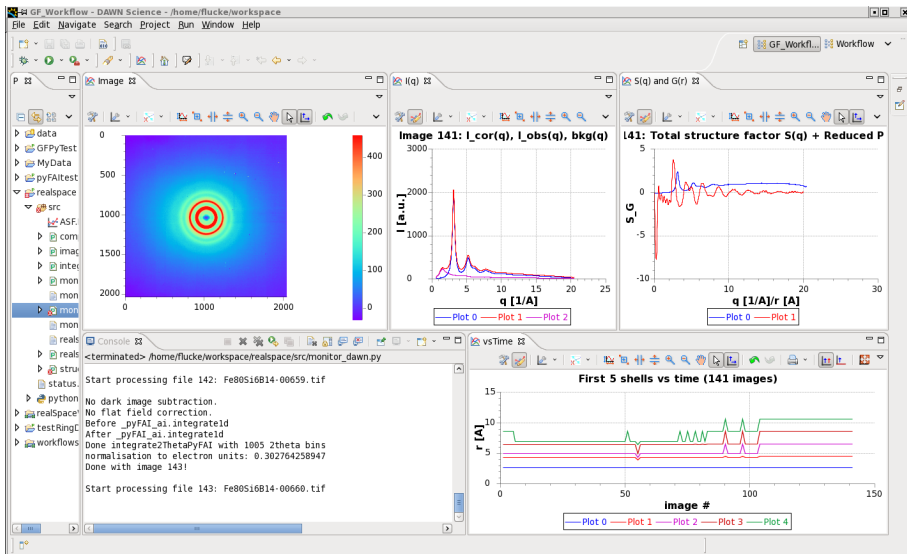 GF_Workflow - DAWN Science - /home/flucke/workspace
File Edit Navigate Search Project Run Window Help
GF_Workfl... Workflow
P
data
GFPyTest
MyData
pyFAItest
realspace
src
ASF.
com
imag
integ
mon
mon
mon
mon
reals
reals
struc
status.
python
realSpace
testRingD
workflows
Image
0
500
1000
1500
2000
0 1000 2000
400
300
200
100
0
I(q)
Image 141: I_cor(q), I_obs(q), bkg(q)
I [a.u.]
3000
2000
1000
0
0 5 10 15 20 25
q [1/A]
Plot 0 Plot 1 Plot 2
S(q) and G(r)
141: Total structure factor S(q) + Reduced P
S_G
5
0
-5
-10
0 10 20 30
q [1/A]/r [A]
Plot 0 Plot 1
Console
<terminated> /home/flucke/workspace/realspace/src/monitor_dawn.py
Start processing file 142: Fe80Si6B14-00659.tif
No dark image subtraction.
No flat field correction.
Before _pyFAI_ai.integrate1d
After _pyFAI_ai.integrate1d
Done integrate2ThetaPyFAI with 1005 2theta bins
normalisation to electron units: 0.302764258947
Done with image 143!
Start processing file 143: Fe80Si6B14-00660.tif
vsTime
First 5 shells vs time (141 images)
r [A]
15
10
5
0
0 50 100 150
image #
Plot 0 Plot 1 Plot 2 Plot 3 Plot 4